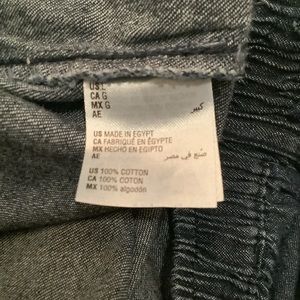 US L
CA G
MX G
AE كبير
US MADE IN EGYPT
CA FABRIQUÉ EN ÉGYPTE
MX HECHO EN EGIPTO
AE صنع في مصر
US 100% COTTON
CA 100% COTON
MX 100% algodón